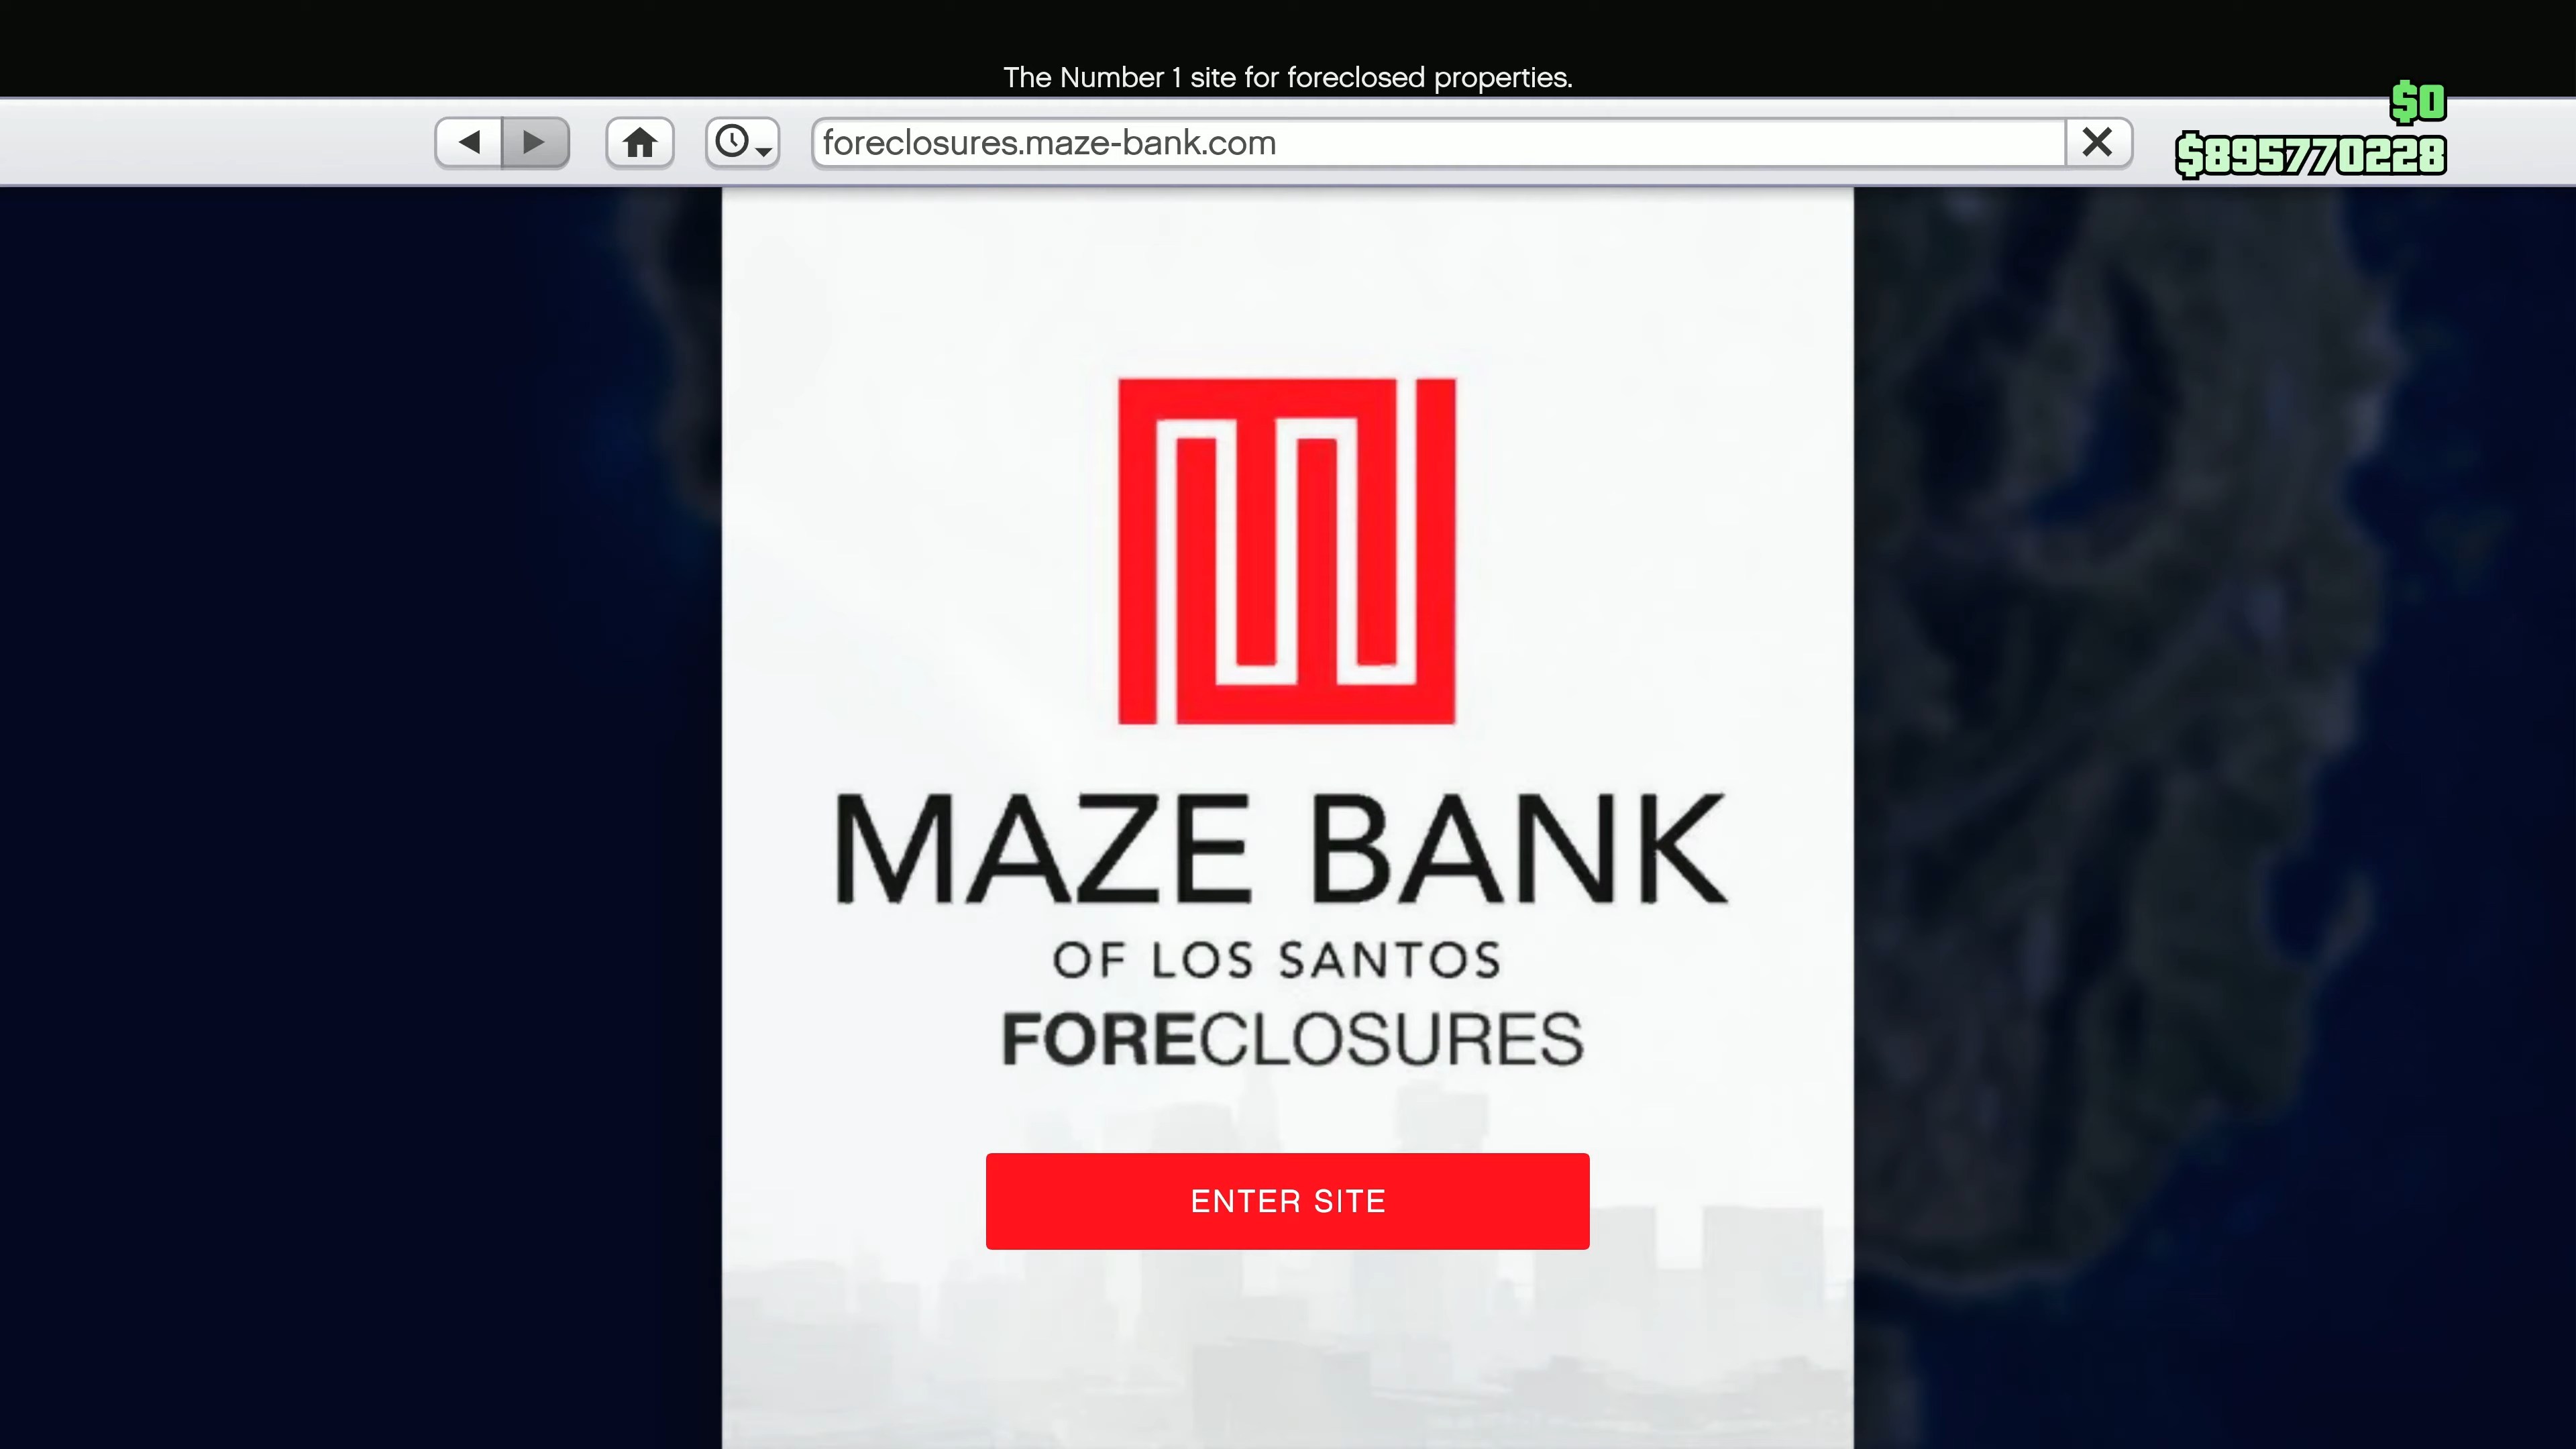 The Number 1 site for foreclosed properties.
$0
foreclosures.maze-bank.com
$895770228
MAZE BANK
OF LOS SANTOS
FORECLOSURES
ENTER SITE